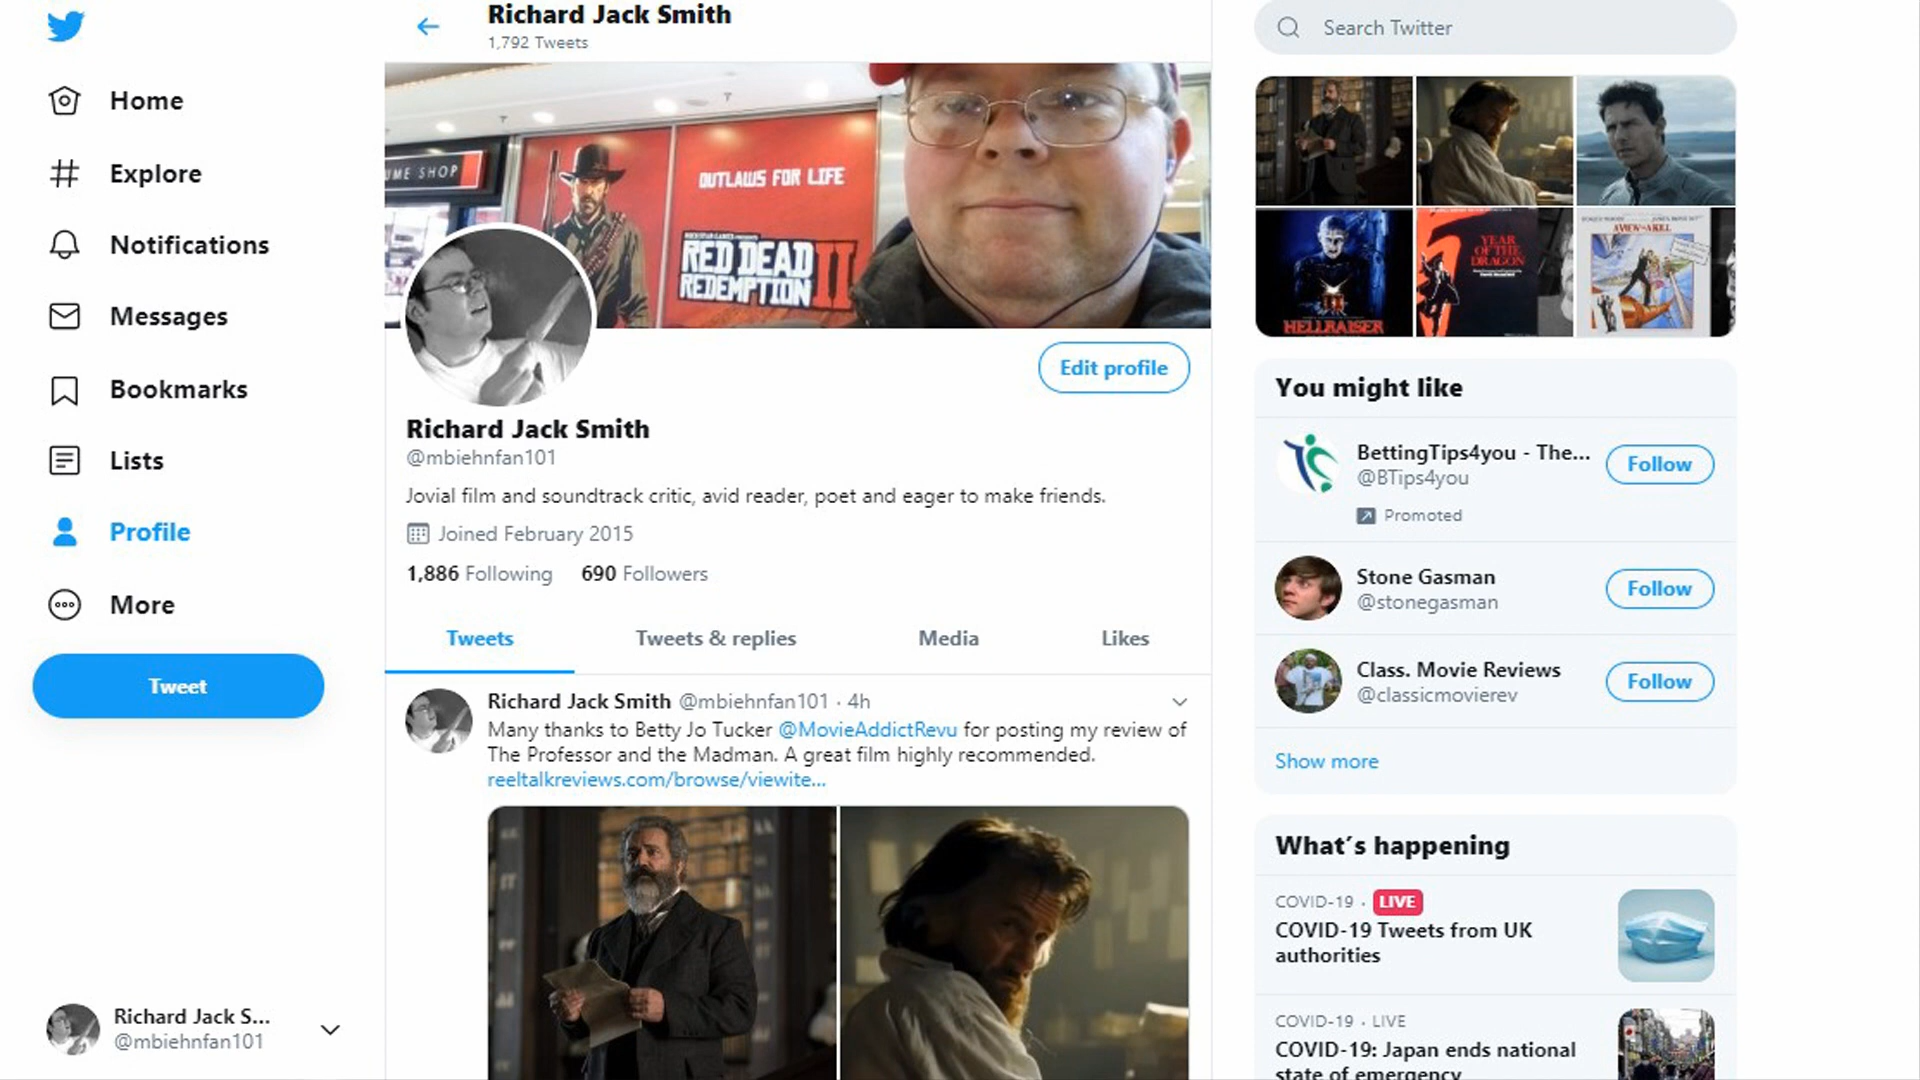 Richard Jack Smith
1,792 Tweets
Home
Explore
Notifications
Messages
Bookmarks
Lists
Profile
More
Tweet
Richard Jack S...
@mbiehnfan101
SHOP
OUTLAWS FOR LIFE
RED DEAD
REDEMPTION II
Edit profile
Richard Jack Smith
@mbiehnfan101
Jovial film and soundtrack critic, avid reader, poet and eager to make friends.
Joined February 2015
1,886 Following 690 Followers
Tweets Tweets & replies Media Likes
Richard Jack Smith @mbiehnfan101 · 4h
Many thanks to Betty Jo Tucker @MovieAddictRevu for posting my review of
The Professor and the Madman. A great film highly recommended.
reeltalkreviews.com/browse/viewite...
Search Twitter
HELLRAISER
YEAR
OF THE
DRAGON
You might like
BettingTips4you - The...
@BTips4you
Follow
Promoted
Stone Gasman
@stonegasman
Follow
Class. Movie Reviews
@classicmovierev
Follow
Show more
What's happening
COVID-19 · LIVE
COVID-19 Tweets from UK
authorities
COVID-19 · LIVE
COVID-19: Japan ends national
state of emergency